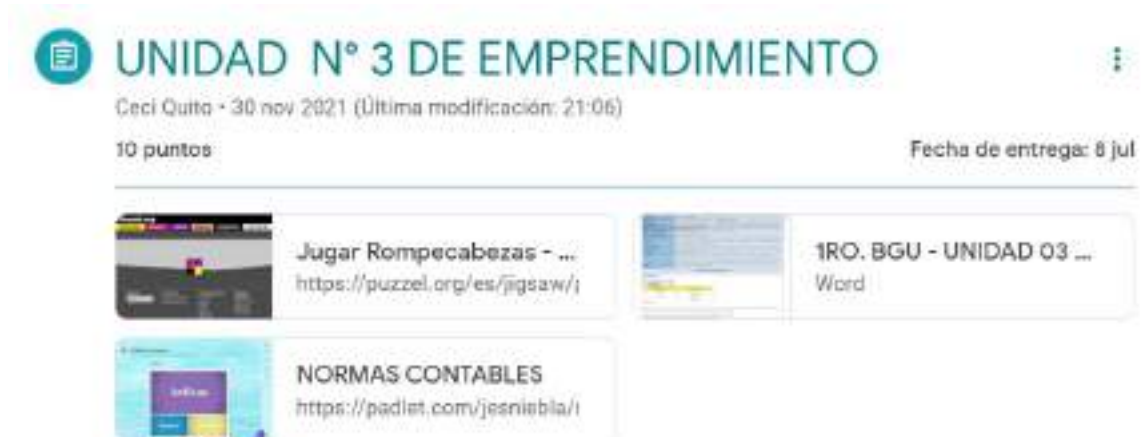 UNIDAD N° 3 DE EMPRENDIMIENTO
Ceci Quito • 30 nov 2021 (Última modificación: 21:06)
10 puntos
Fecha de entrega: 8 jul
Jugar Rompecabezas - ...
https://puzzel.org/es/jigsaw/
1RO. BGU - UNIDAD 03 ...
Word
NORMAS CONTABLES
https://padlet.com/jesniebla/